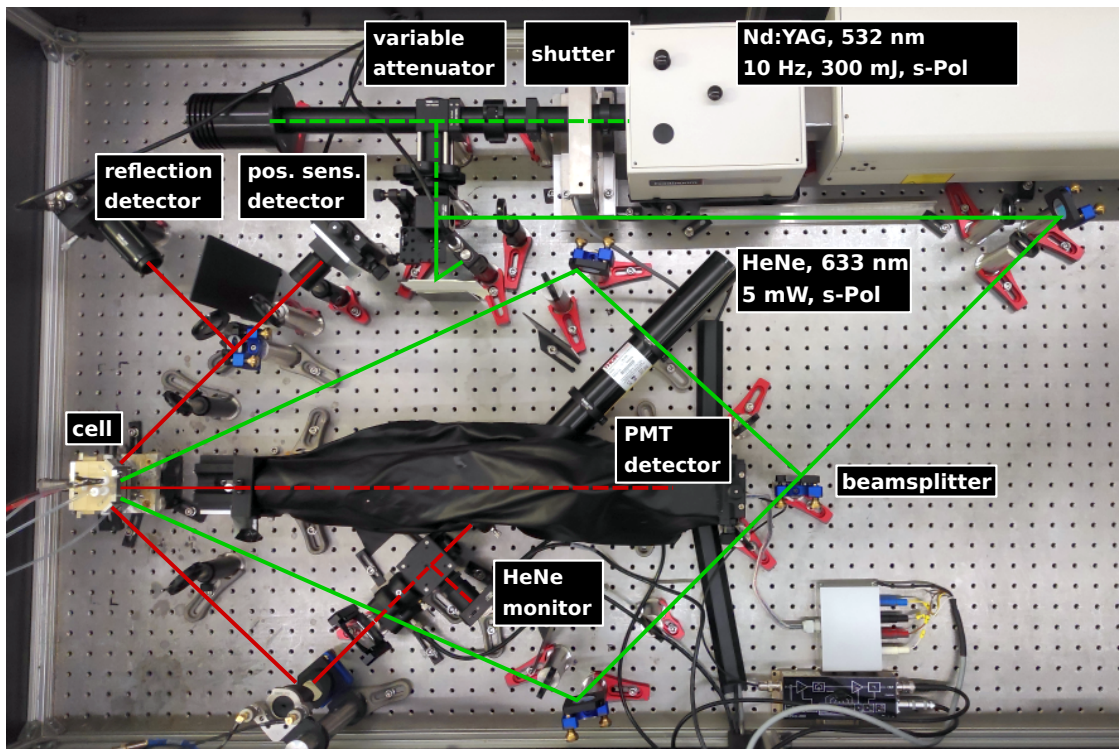 variable
attenuator
shutter
Nd:YAG, 532 nm
10 Hz, 300 mJ, s-Pol
reflection
detector
pos. sens.
detector
HeNe, 633 nm
5 mW, s-Pol
cell
PMT
detector
beamsplitter
HeNe
monitor